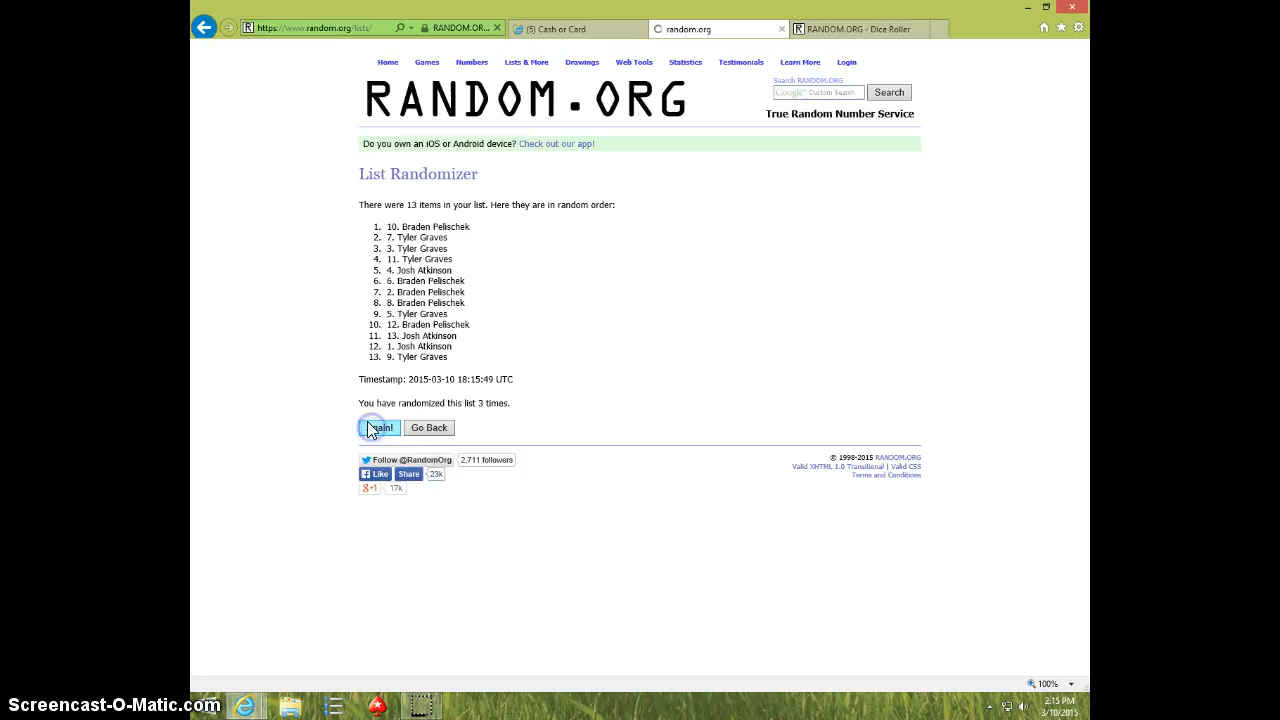 https://www.random.org/lists/
RANDOM.OR...
(5) Cash or Card
random.org
RANDOM.ORG - Dice Roller
Home Games Numbers Lists & More Drawings Web Tools Statistics Testimonials Learn More Login
Search RANDOM.ORG
Google™ Custom Search Search
RANDOM.ORG
True Random Number Service
Do you own an iOS or Android device? Check out our app!
List Randomizer
There were 13 items in your list. Here they are in random order:
1. 10. Braden Pelischek
2. 7. Tyler Graves
3. 3. Tyler Graves
4. 11. Tyler Graves
5. 4. Josh Atkinson
6. 6. Braden Pelischek
7. 2. Braden Pelischek
8. 8. Braden Pelischek
9. 5. Tyler Graves
10. 12. Braden Pelischek
11. 13. Josh Atkinson
12. 1. Josh Atkinson
13. 9. Tyler Graves
Timestamp: 2015-03-10 18:15:49 UTC
You have randomized this list 3 times.
Go Back
Follow @RandomOrg 2,711 followers
Like Share 23k
g+1 17k
© 1998-2015 RANDOM.ORG
Valid XHTML 1.0 Transitional | Valid CSS
Terms and Conditions
100%
2:15 PM
3/10/2015
Screencast-O-Matic.com